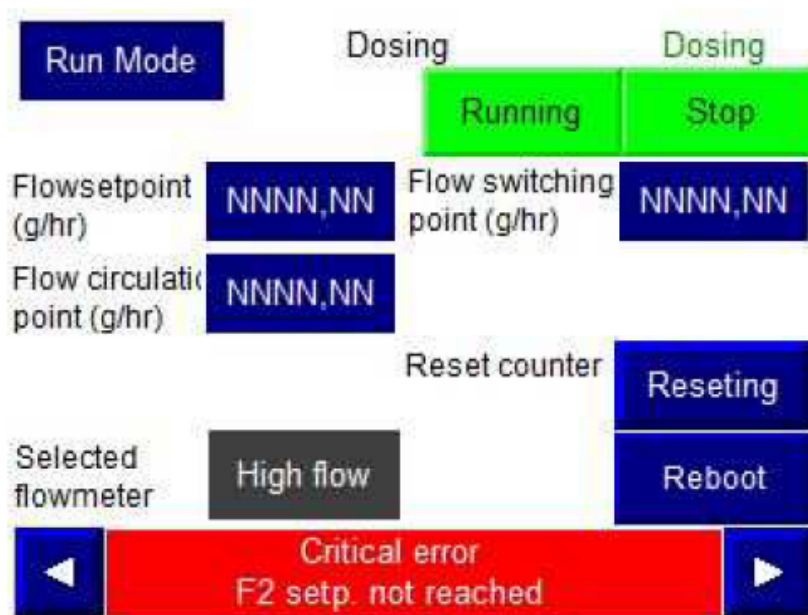 Run Mode
Dosing
Dosing
Running
Stop
Flowsetpoint
(g/hr)
NNNN,NN
Flow switching
point (g/hr)
NNNN,NN
Flow circulatic
point (g/hr)
NNNN,NN
Reset counter
Reseting
Selected
flowmeter
High flow
Reboot
Critical error
F2 setp. not reached